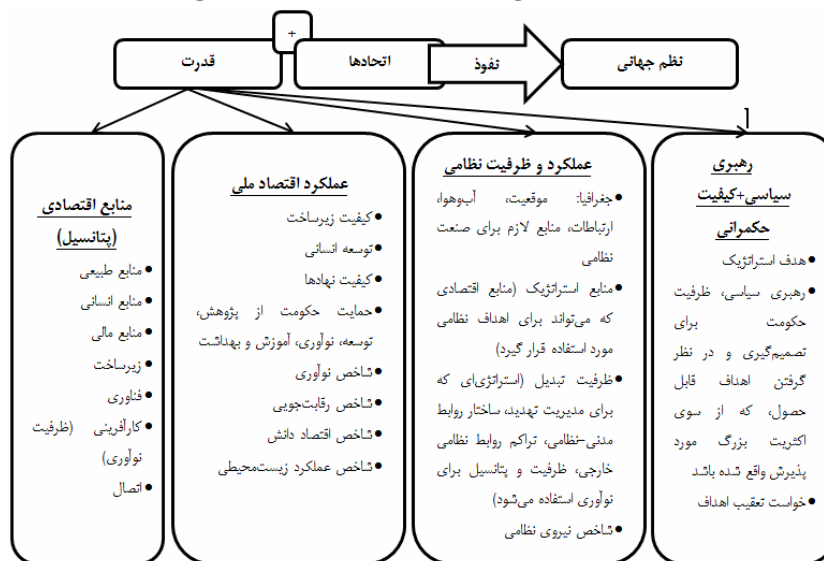 +
قدرت
اتحادها
نفوذ
نظم جهانی
رهبری
سیاسی+کیفیت
حکمرانی
●هدف استراتژیک
●رهبری سیاسی، ظرفیت
حکومت برای
تصمیم‌گیری و در نظر
گرفتن اهداف قابل
حصول، که از سوی
اکثریت بزرگ مورد
پذیرش واقع شده باشد
●خواست تعقیب اهداف
عملکرد و ظرفیت نظامی
●جغرافیا: موقعیت، آب‌وهوا،
ارتباطات، منابع لازم برای صنعت
نظامی
●منابع استراتژیک (منابع اقتصادی
که می‌تواند برای اهداف نظامی
مورد استفاده قرار گیرد)
●ظرفیت تبدیل (استراتژی‌ای که
برای مدیریت تهدید، ساختار روابط
مدنی-نظامی، تراکم روابط نظامی
خارجی، ظرفیت و پتانسیل برای
نوآوری استفاده می‌شود)
●شاخص نیروی نظامی
عملکرد اقتصاد ملی
●کیفیت زیرساخت
●توسعه انسانی
●کیفیت نهادها
●حمایت حکومت از پژوهش،
توسعه، نوآوری، آموزش و بهداشت
●شاخص نوآوری
●شاخص رقابت‌جویی
●شاخص اقتصاد دانش
●شاخص عملکرد زیست‌محیطی
منابع اقتصادی
(پتانسیل)
●منابع طبیعی
●منابع انسانی
●منابع مالی
●زیرساخت
●فناوری
●کارآفرینی (ظرفیت
نوآوری)
●اتصال